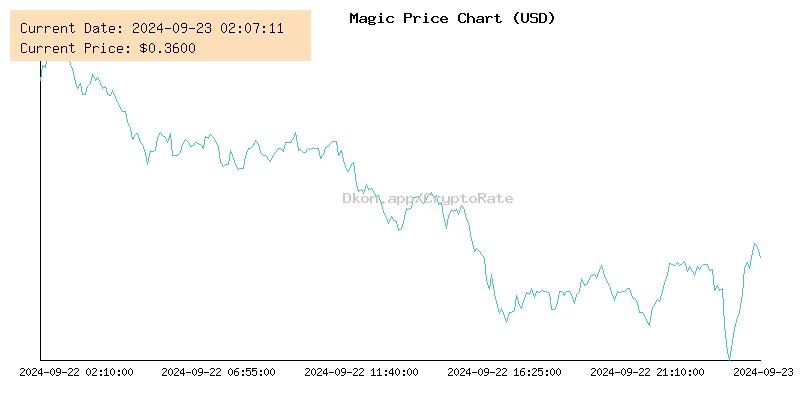 Magic Price Chart (USD)
Current Date: 2024-09-23 02:07:11
Current Price: $0.3600
Dkon.app/CryptoRate
2024-09-22 02:10:00 2024-09-22 06:55:00 2024-09-22 11:40:00 2024-09-22 16:25:00 2024-09-22 21:10:00 2024-09-23